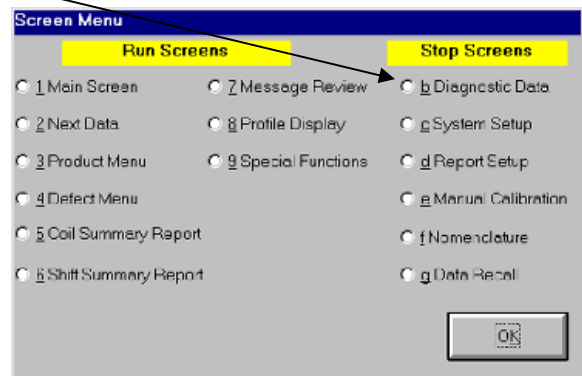 Screen Menu
Run Screens
Stop Screens
1 Main Screen
7 Message Review
b Diagnostic Data
2 Next Data
8 Profile Display
c System Setup
3 Product Menu
9 Special Functions
d Report Setup
4 Defect Menu
e Manual Calibration
5 Coil Summary Report
f Nomenclature
6 Shift Summary Report
g Data Recall
OK